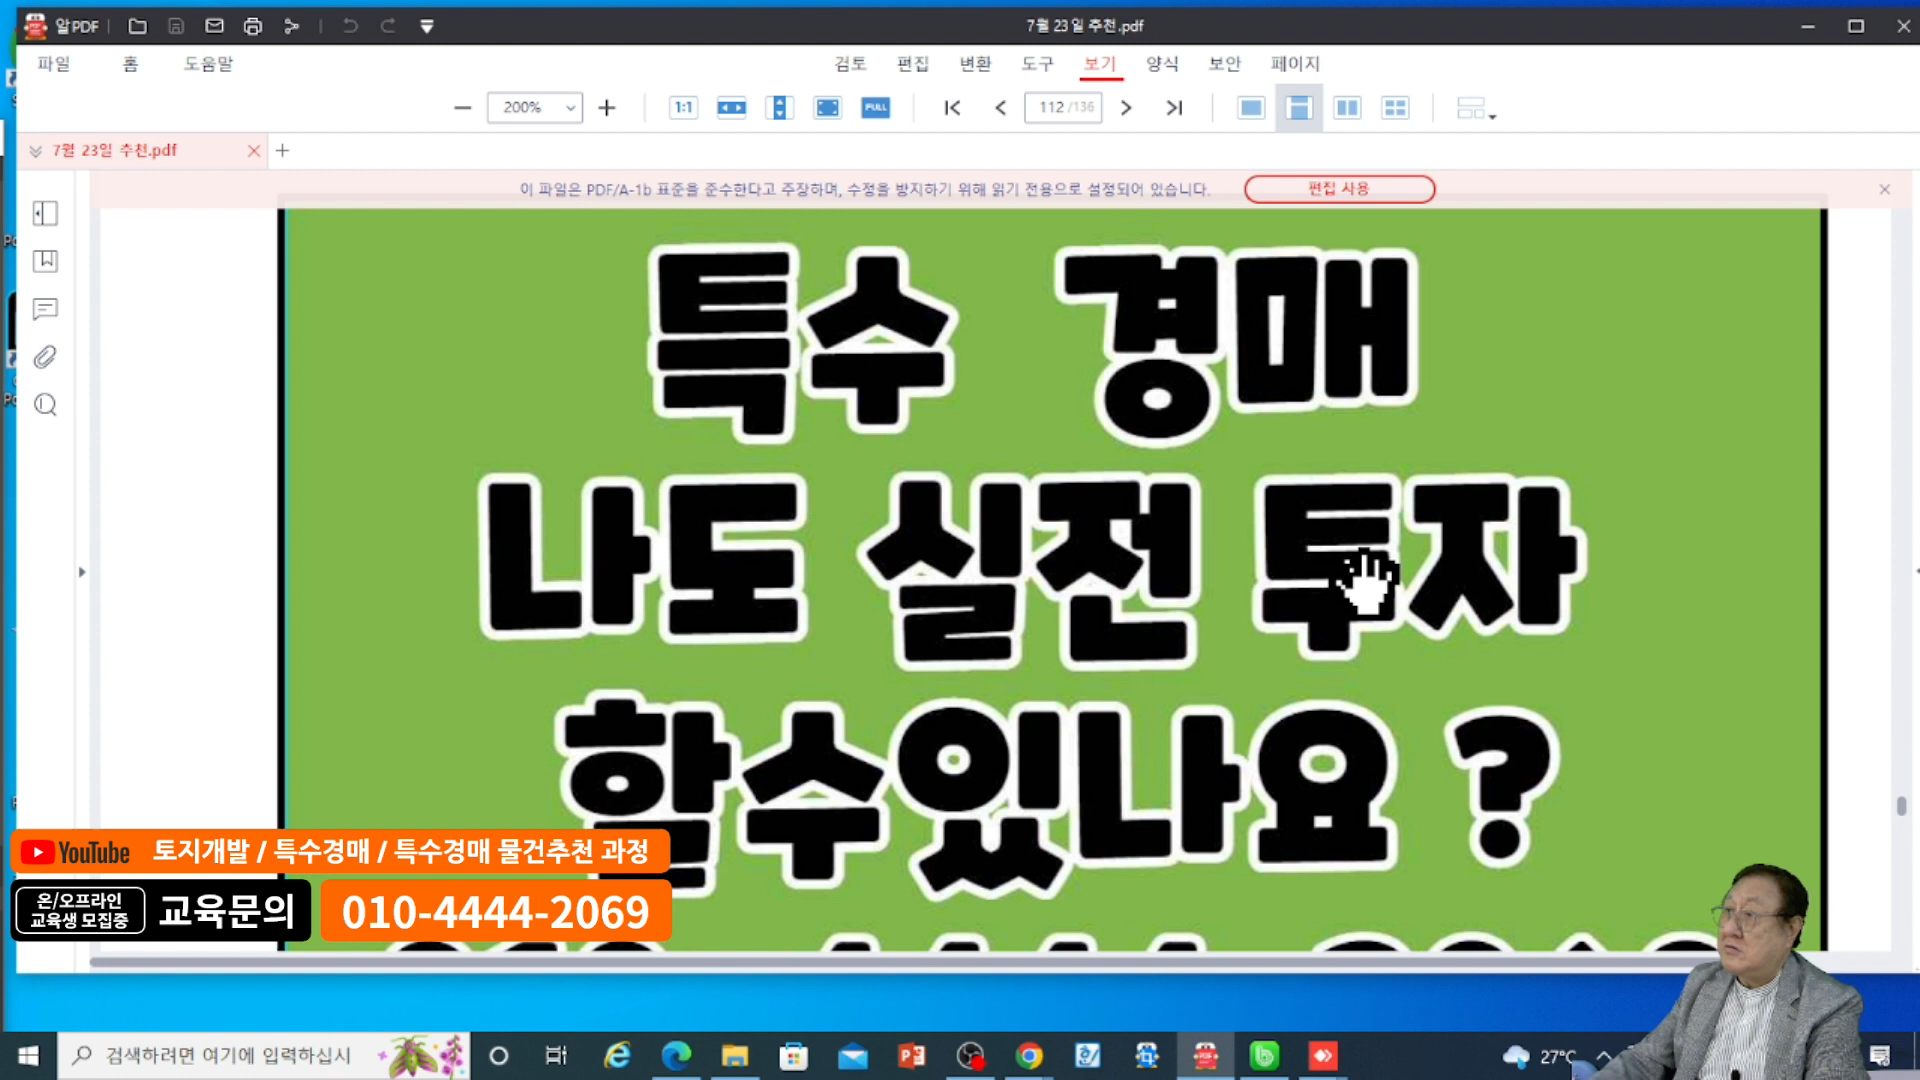 알PDF
7월 23일 추천.pdf
파일 홈 도움말 검토 편집 변환 도구 보기 양식 보안 페이지
200% 1:1 FULL 112 /136
7월 23일 추천.pdf
이 파일은 PDF/A-1b 표준을 준수한다고 주장하며, 수정을 방지하기 위해 읽기 전용으로 설정되어 있습니다. 편집 사용
특수 경매
나도 실전 투자
할수있나요 ?
YouTube 토지개발 / 특수경매 / 특수경매 물건추천 과정
온/오프라인
교육생 모집중
교육문의 010-4444-2069
검색하려면 여기에 입력하십시
27°C